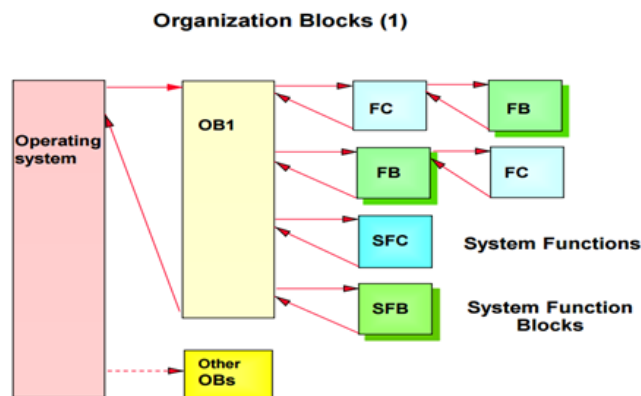 Organization Blocks (1)
Operating
system
OB1
FC
FB
FB
FC
SFC
System Functions
SFB
System Function
Blocks
Other
OBs